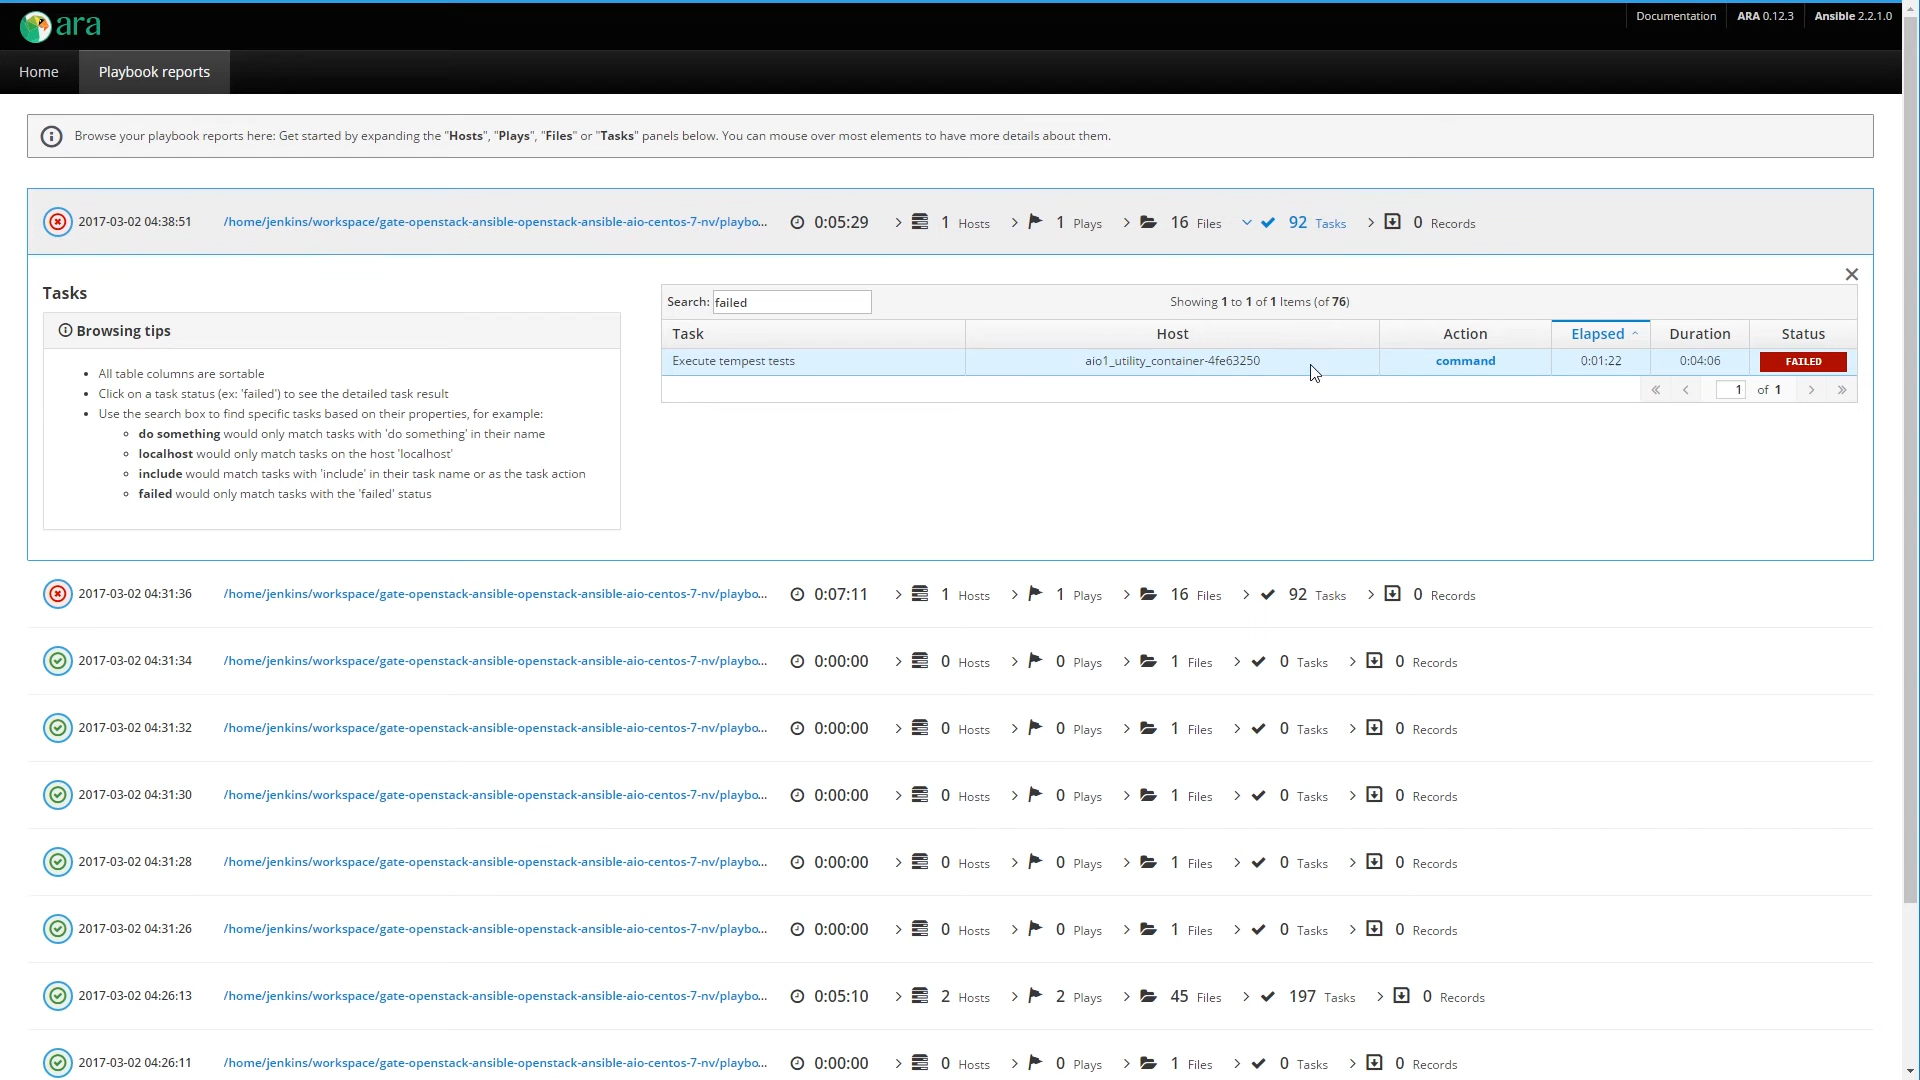 ara
Documentation ARA 0.12.3 Ansible 2.2.1.0
Home Playbook reports
Browse your playbook reports here: Get started by expanding the "Hosts", "Plays", "Files" or "Tasks" panels below. You can mouse over most elements to have more details about them.
2017-03-02 04:38:51 /home/jenkins/workspace/gate-openstack-ansible-openstack-ansible-aio-centos-7-nv/playbo... 0:05:29 1 Hosts 1 Plays 16 Files 92 Tasks 0 Records
Tasks
Browsing tips
All table columns are sortable
Click on a task status (ex: 'failed') to see the detailed task result
Use the search box to find specific tasks based on their properties, for example:
do something would only match tasks with 'do something' in their name
localhost would only match tasks on the host 'localhost'
include would match tasks with 'include' in their task name or as the task action
failed would only match tasks with the 'failed' status
Search: failed Showing 1 to 1 of 1 Items (of 76)
Task Host Action Elapsed Duration Status
Execute tempest tests aio1_utility_container-4fe63250 command 0:01:22 0:04:06 FAILED
« < 1 of 1 > »
2017-03-02 04:31:36 /home/jenkins/workspace/gate-openstack-ansible-openstack-ansible-aio-centos-7-nv/playbo... 0:07:11 1 Hosts 1 Plays 16 Files 92 Tasks 0 Records
2017-03-02 04:31:34 /home/jenkins/workspace/gate-openstack-ansible-openstack-ansible-aio-centos-7-nv/playbo... 0:00:00 0 Hosts 0 Plays 1 Files 0 Tasks 0 Records
2017-03-02 04:31:32 /home/jenkins/workspace/gate-openstack-ansible-openstack-ansible-aio-centos-7-nv/playbo... 0:00:00 0 Hosts 0 Plays 1 Files 0 Tasks 0 Records
2017-03-02 04:31:30 /home/jenkins/workspace/gate-openstack-ansible-openstack-ansible-aio-centos-7-nv/playbo... 0:00:00 0 Hosts 0 Plays 1 Files 0 Tasks 0 Records
2017-03-02 04:31:28 /home/jenkins/workspace/gate-openstack-ansible-openstack-ansible-aio-centos-7-nv/playbo... 0:00:00 0 Hosts 0 Plays 1 Files 0 Tasks 0 Records
2017-03-02 04:31:26 /home/jenkins/workspace/gate-openstack-ansible-openstack-ansible-aio-centos-7-nv/playbo... 0:00:00 0 Hosts 0 Plays 1 Files 0 Tasks 0 Records
2017-03-02 04:26:13 /home/jenkins/workspace/gate-openstack-ansible-openstack-ansible-aio-centos-7-nv/playbo... 0:05:10 2 Hosts 2 Plays 45 Files 197 Tasks 0 Records
2017-03-02 04:26:11 /home/jenkins/workspace/gate-openstack-ansible-openstack-ansible-aio-centos-7-nv/playbo... 0:00:00 0 Hosts 0 Plays 1 Files 0 Tasks 0 Records